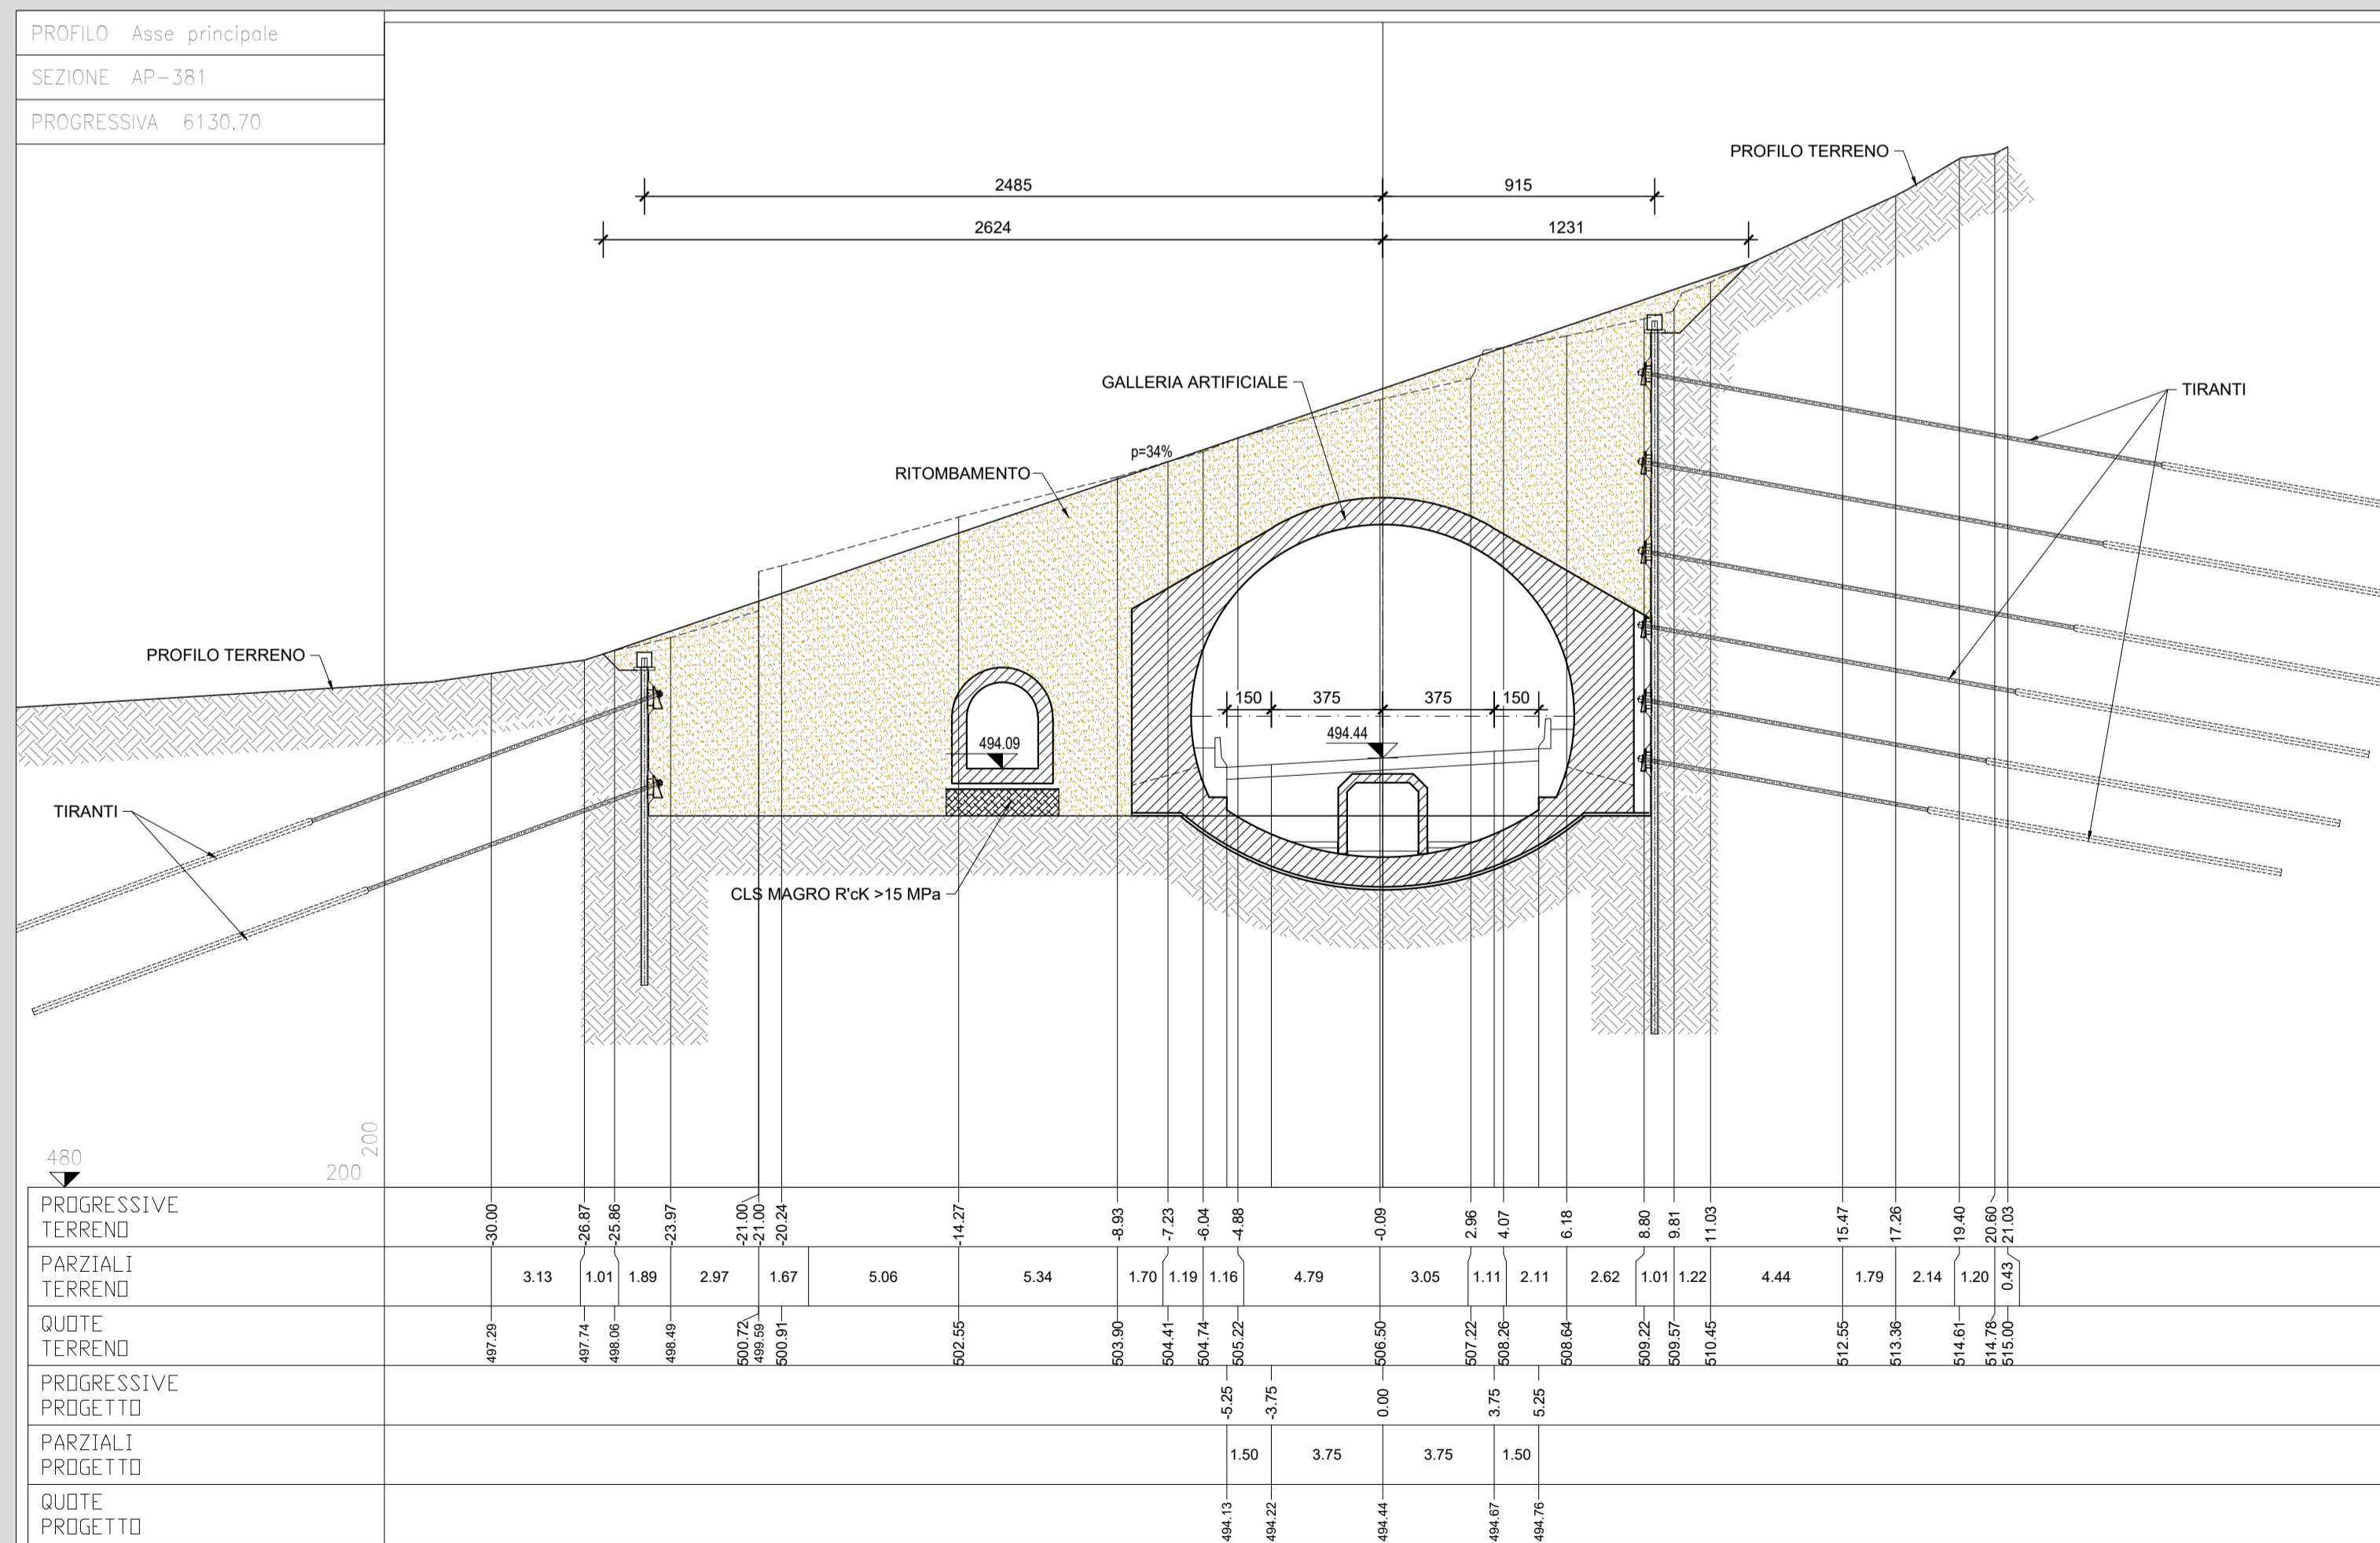 PROFILO Asse principale
SEZIONE AP-381
PROGRESSIVA 6130.70
PROFILO TERRENO
2485 915
2624 1231
GALLERIA ARTIFICIALE
TIRANTI
p=34%
RITOMBAMENTO
PROFILO TERRENO
150 375 375 150
494.09 494.44
TIRANTI
CLS MAGRO R'cK >15 MPa
480
200
200
PROGRESSIVE
TERRENO
-30.00 -26.87 -25.86 -23.97 -21.00 -21.00 -20.24 -14.27 -8.93 -7.23 -6.04 -4.88 -0.09 2.96 4.07 6.18 8.80 9.81 11.03 15.47 17.26 19.40 20.60 21.03
PARZIALI
TERRENO
3.13 1.01 1.89 2.97 1.67 5.06 5.34 1.70 1.19 1.16 4.79 3.05 1.11 2.11 2.62 1.01 1.22 4.44 1.79 2.14 1.20 0.43
QUOTE
TERRENO
497.29 497.74 498.06 498.49 500.72 499.59 500.91 502.55 503.90 504.41 504.74 505.22 506.50 507.22 508.26 508.64 509.22 509.57 510.45 512.55 513.36 514.61 514.78 515.00
PROGRESSIVE
PROGETTO
-5.25 -3.75 0.00 3.75 5.25
PARZIALI
PROGETTO
1.50 3.75 3.75 1.50
QUOTE
PROGETTO
494.13 494.22 494.44 494.67 494.76